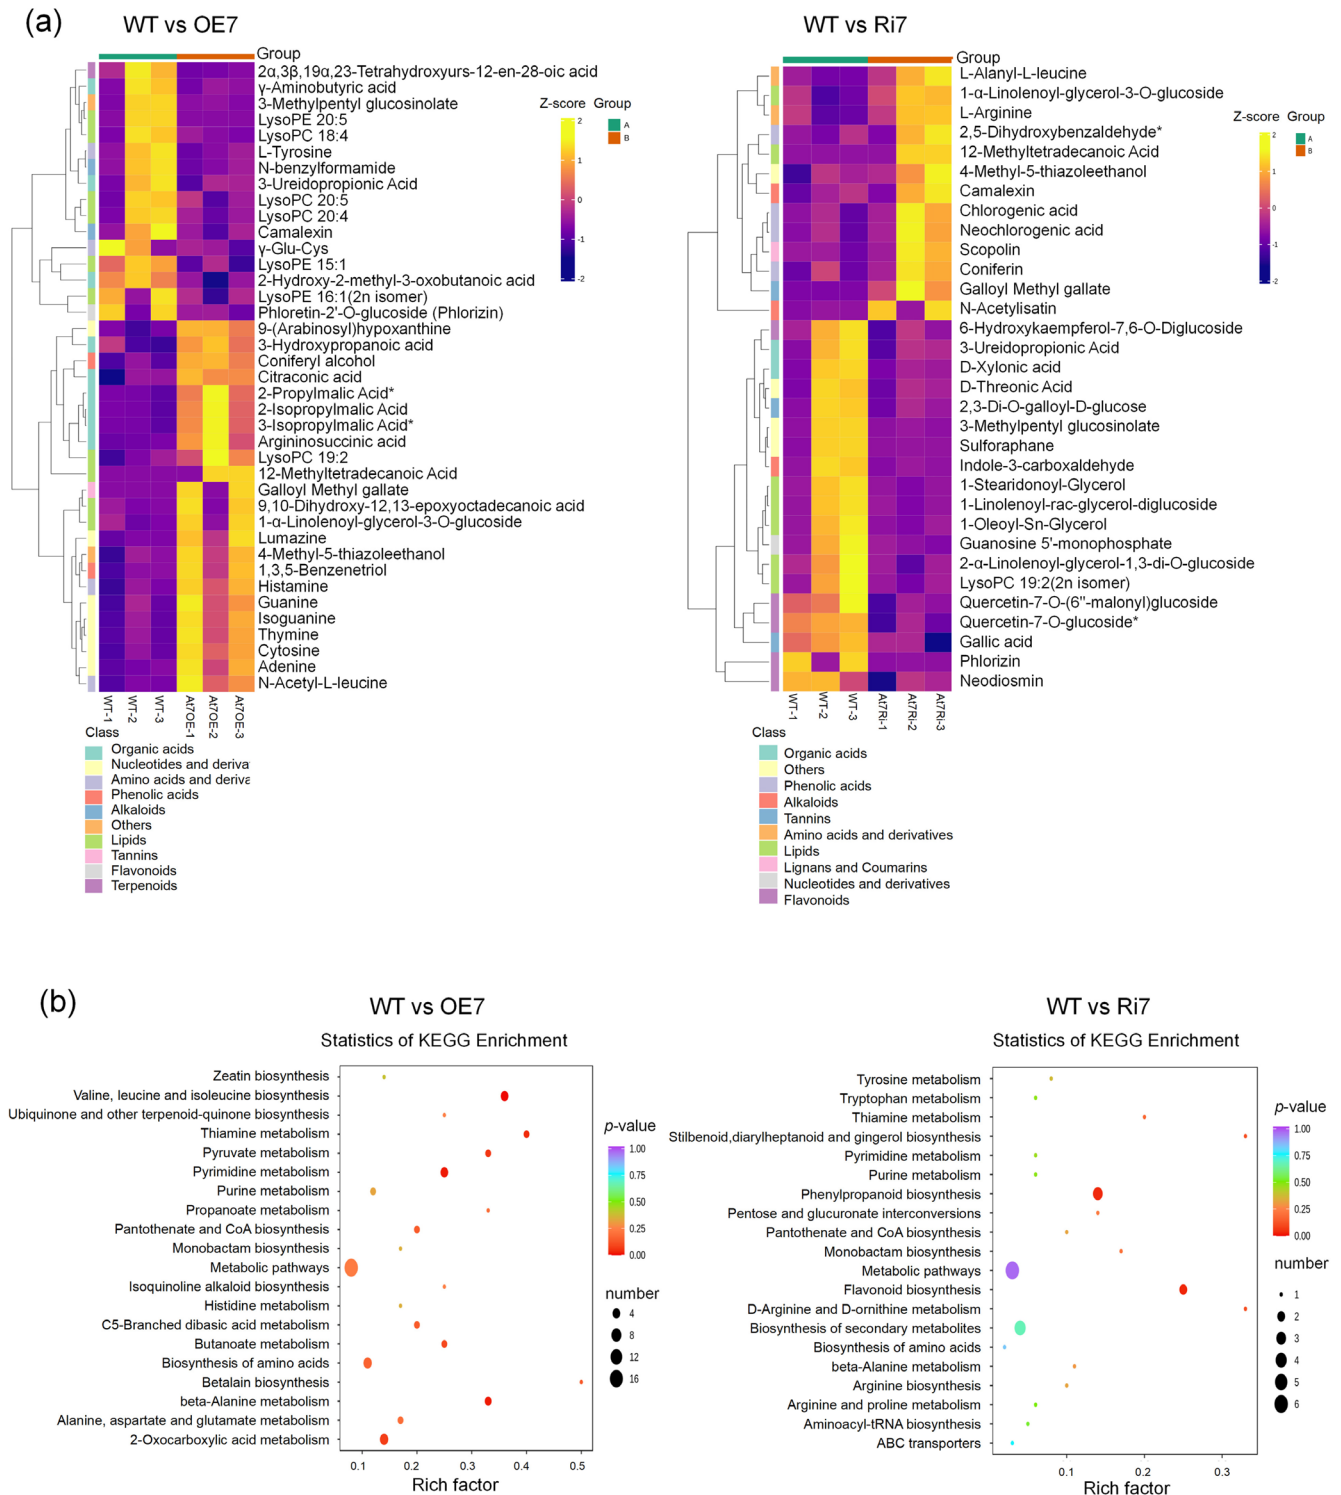 (a)
WT vs OE7
Group
2α,3β,19α,23-Tetrahydroxyurs-12-en-28-oic acid
γ-Aminobutyric acid
3-Methylpentyl glucosinolate
LysoPE 20:5
LysoPC 18:4
L-Tyrosine
N-benzylformamide
3-Ureidopropionic Acid
LysoPC 20:5
LysoPC 20:4
Camalexin
γ-Glu-Cys
LysoPE 15:1
2-Hydroxy-2-methyl-3-oxobutanoic acid
LysoPE 16:1(2n isomer)
Phloretin-2'-O-glucoside (Phlorizin)
9-(Arabinosyl)hypoxanthine
3-Hydroxypropanoic acid
Coniferyl alcohol
Citraconic acid
2-Propylmalic Acid*
2-Isopropylmalic Acid
3-Isopropylmalic Acid*
Argininosuccinic acid
LysoPC 19:2
12-Methyltetradecanoic Acid
Galloyl Methyl gallate
9,10-Dihydroxy-12,13-epoxyoctadecanoic acid
1-α-Linolenoyl-glycerol-3-O-glucoside
Lumazine
4-Methyl-5-thiazoleethanol
1,3,5-Benzenetriol
Histamine
Guanine
Isoguanine
Thymine
Cytosine
Adenine
N-Acetyl-L-leucine
Z-score Group
2
1
0
-1
-2
A
B
WT-1
WT-2
WT-3
At7OE-1
At7OE-2
At7OE-3
Class
Organic acids
Nucleotides and deriva
Amino acids and deriva
Phenolic acids
Alkaloids
Others
Lipids
Tannins
Flavonoids
Terpenoids
WT vs Ri7
Group
L-Alanyl-L-leucine
1-α-Linolenoyl-glycerol-3-O-glucoside
L-Arginine
2,5-Dihydroxybenzaldehyde*
12-Methyltetradecanoic Acid
4-Methyl-5-thiazoleethanol
Camalexin
Chlorogenic acid
Neochlorogenic acid
Scopolin
Coniferin
Galloyl Methyl gallate
N-Acetylisatin
6-Hydroxykaempferol-7,6-O-Diglucoside
3-Ureidopropionic Acid
D-Xylonic acid
D-Threonic Acid
2,3-Di-O-galloyl-D-glucose
3-Methylpentyl glucosinolate
Sulforaphane
Indole-3-carboxaldehyde
1-Stearidonoyl-Glycerol
1-Linolenoyl-rac-glycerol-diglucoside
1-Oleoyl-Sn-Glycerol
Guanosine 5'-monophosphate
2-α-Linolenoyl-glycerol-1,3-di-O-glucoside
LysoPC 19:2(2n isomer)
Quercetin-7-O-(6"-malonyl)glucoside
Quercetin-7-O-glucoside*
Gallic acid
Phlorizin
Neodiosmin
Z-score Group
2
1
0
-1
-2
A
B
WT-1
WT-2
WT-3
At7Ri-1
At7Ri-2
At7Ri-3
Class
Organic acids
Others
Phenolic acids
Alkaloids
Tannins
Amino acids and derivatives
Lipids
Lignans and Coumarins
Nucleotides and derivatives
Flavonoids
(b)
WT vs OE7
Statistics of KEGG Enrichment
Zeatin biosynthesis
Valine, leucine and isoleucine biosynthesis
Ubiquinone and other terpenoid-quinone biosynthesis
Thiamine metabolism
Pyruvate metabolism
Pyrimidine metabolism
Purine metabolism
Propanoate metabolism
Pantothenate and CoA biosynthesis
Monobactam biosynthesis
Metabolic pathways
Isoquinoline alkaloid biosynthesis
Histidine metabolism
C5-Branched dibasic acid metabolism
Butanoate metabolism
Biosynthesis of amino acids
Betalain biosynthesis
beta-Alanine metabolism
Alanine, aspartate and glutamate metabolism
2-Oxocarboxylic acid metabolism
0.1 0.2 0.3 0.4 0.5
Rich factor
p-value
1.00
0.75
0.50
0.25
0.00
number
4
8
12
16
WT vs Ri7
Statistics of KEGG Enrichment
Tyrosine metabolism
Tryptophan metabolism
Thiamine metabolism
Stilbenoid,diarylheptanoid and gingerol biosynthesis
Pyrimidine metabolism
Purine metabolism
Phenylpropanoid biosynthesis
Pentose and glucuronate interconversions
Pantothenate and CoA biosynthesis
Monobactam biosynthesis
Metabolic pathways
Flavonoid biosynthesis
D-Arginine and D-ornithine metabolism
Biosynthesis of secondary metabolites
Biosynthesis of amino acids
beta-Alanine metabolism
Arginine biosynthesis
Arginine and proline metabolism
Aminoacyl-tRNA biosynthesis
ABC transporters
0.1 0.2 0.3
Rich factor
p-value
1.00
0.75
0.50
0.25
0.00
number
1
2
3
4
5
6